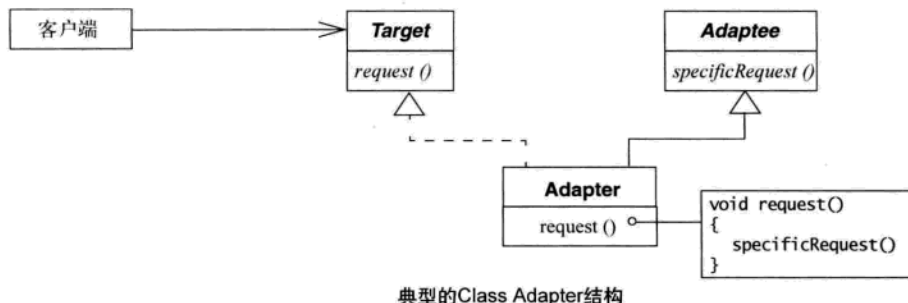 客户端
Target
request ()
Adaptee
specificRequest ()
Adapter
request ()
void request()
{
specificRequest()
}
典型的Class Adapter结构